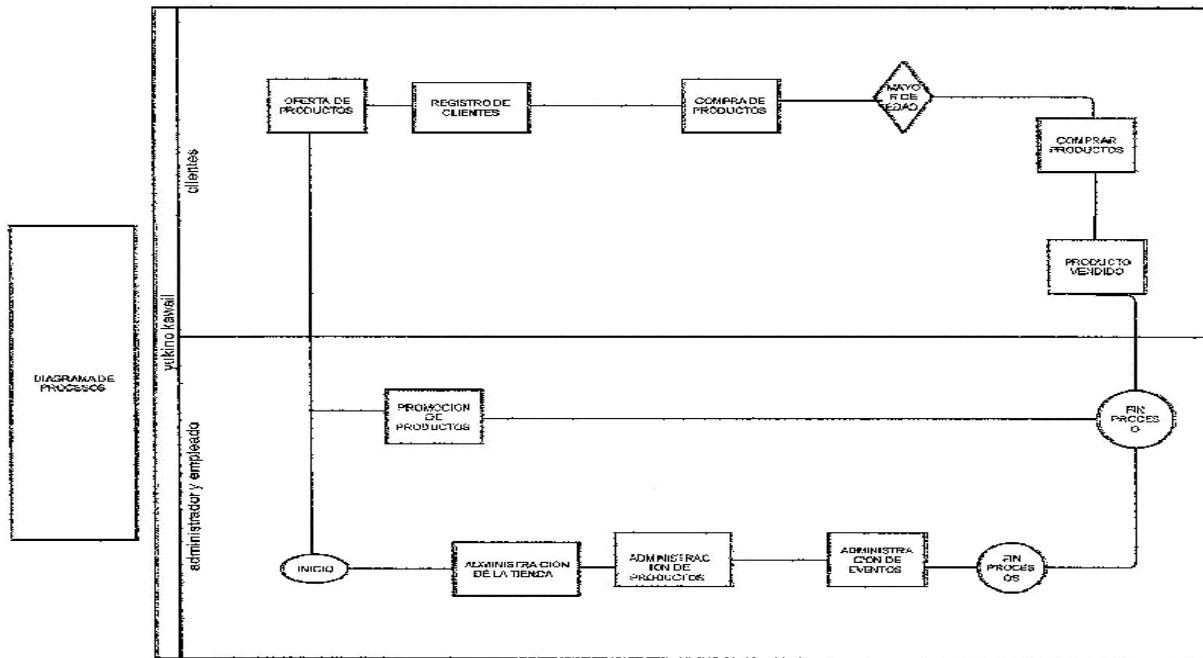 DIAGRAMA DE
PROCESOS
yukino kawaii
clientes
OFERTA DE
PRODUCTOS
REGISTRO DE
CLIENTES
COMPRA DE
PRODUCTOS
MAYO
R DE
EDAD
COMPRAR
PRODUCTOS
PRODUCTO
VENDIDO
administrador y empleado
PROMOCION
DE
PRODUCTOS
FIN
PROCES
O
INICIO
ADMINISTRACION
DE LA TIENDA
ADMINISTRAC
ION DE
PRODUCTOS
ADMINISTRA
CION DE
EVENTOS
FIN
PROCES
OS